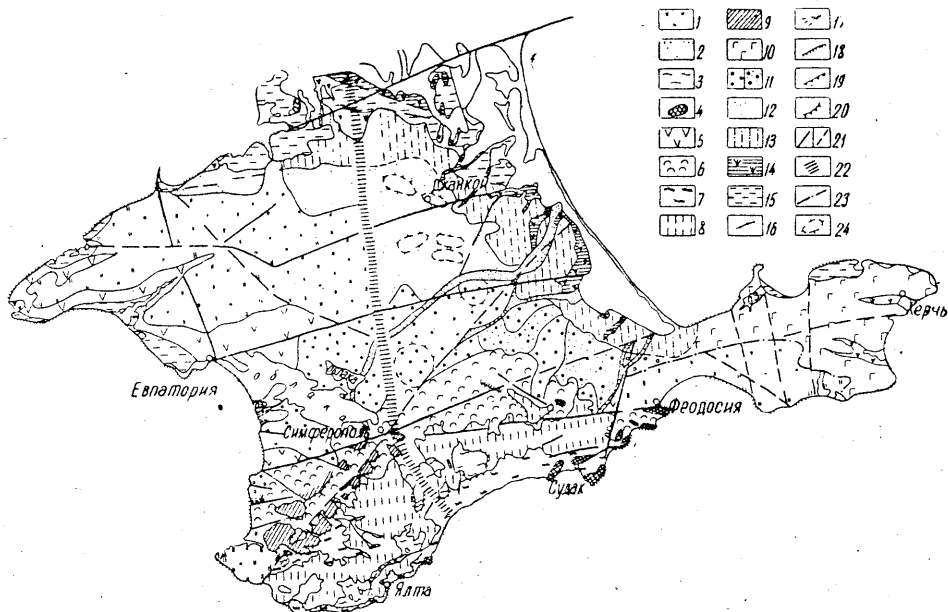 1 9 17
2 10 18
3 11 19
4 12 20
5 13 21
6 14 22
7 15 23
8 16 24
Джанкой
Керчь
Евпатория
Феодосия
Симферополь
Судак
Ялта